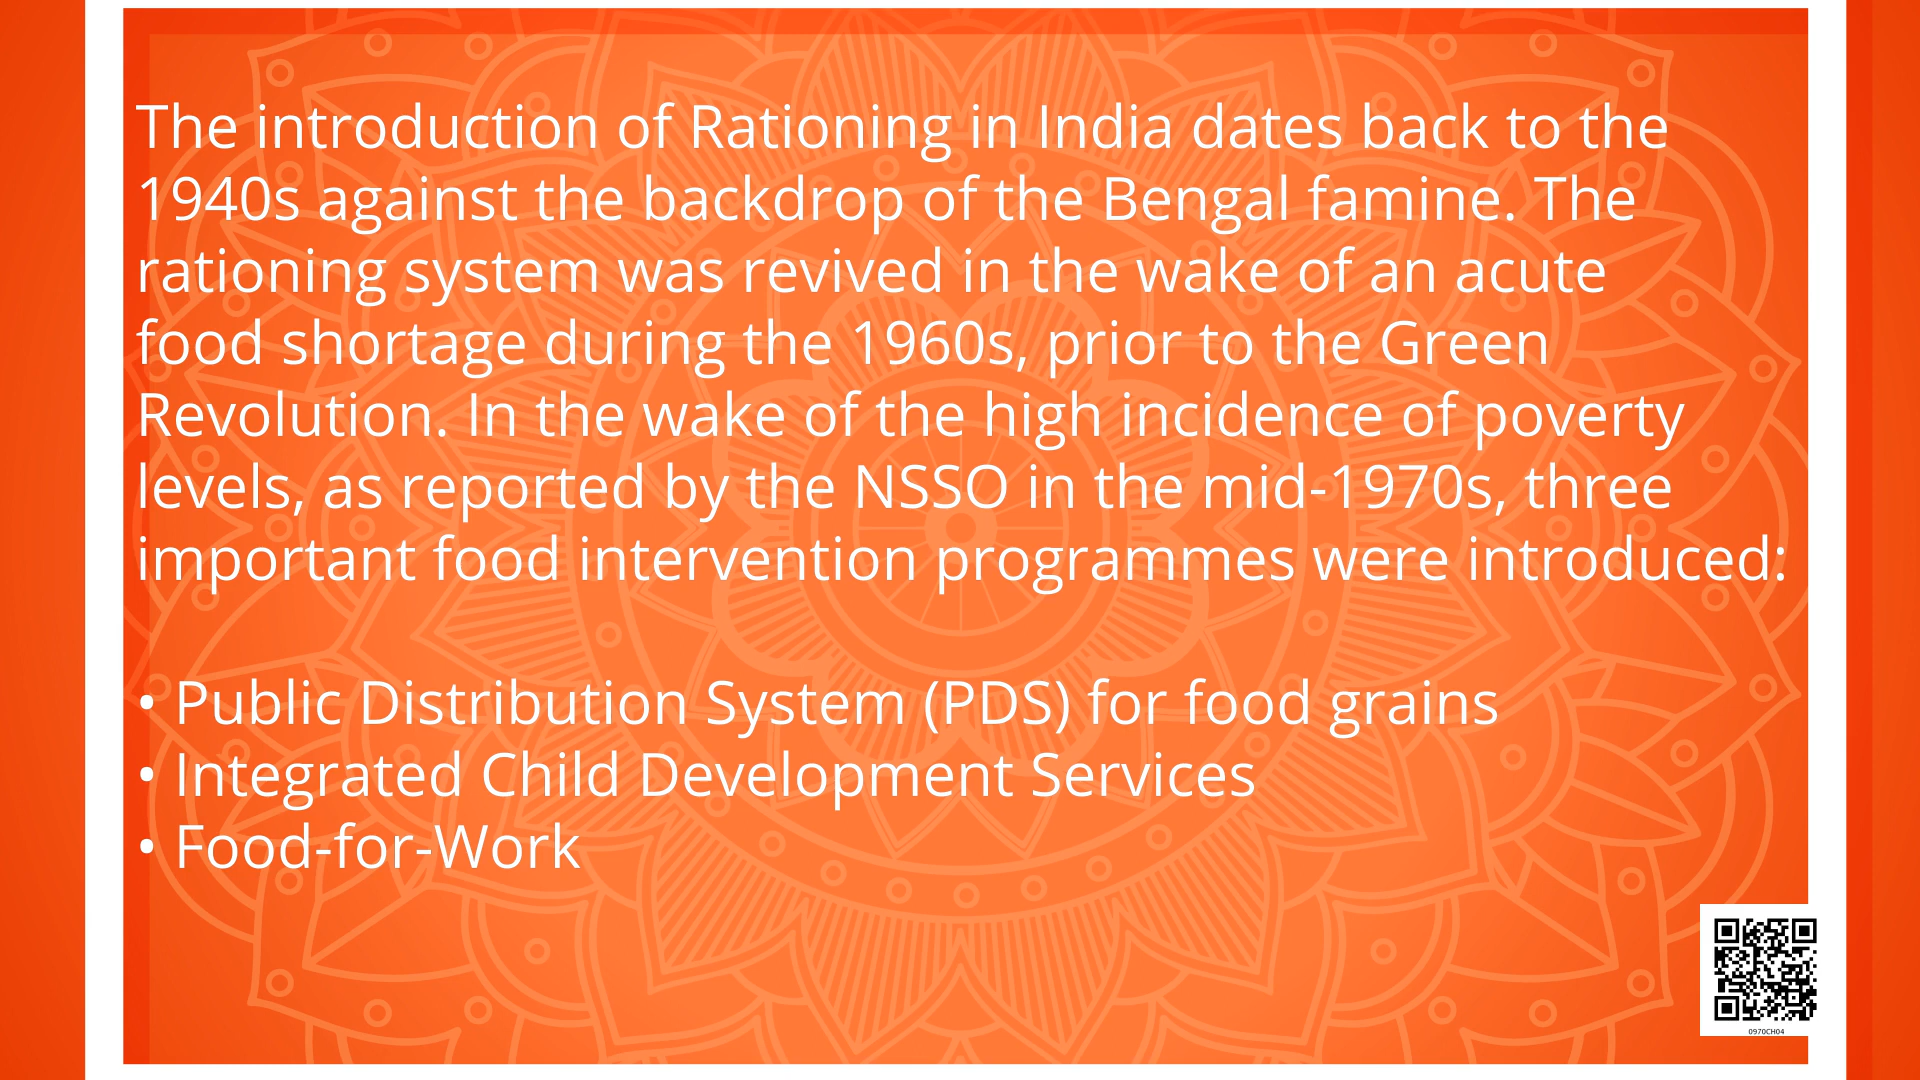 The introduction of Rationing in India dates back to the
1940s against the backdrop of the Bengal famine. The
rationing system was revived in the wake of an acute
food shortage during the 1960s, prior to the Green
Revolution. In the wake of the high incidence of poverty
levels, as reported by the NSSO in the mid-1970s, three
important food intervention programmes were introduced:
• Public Distribution System (PDS) for food grains
• Integrated Child Development Services
• Food-for-Work
0970CH04